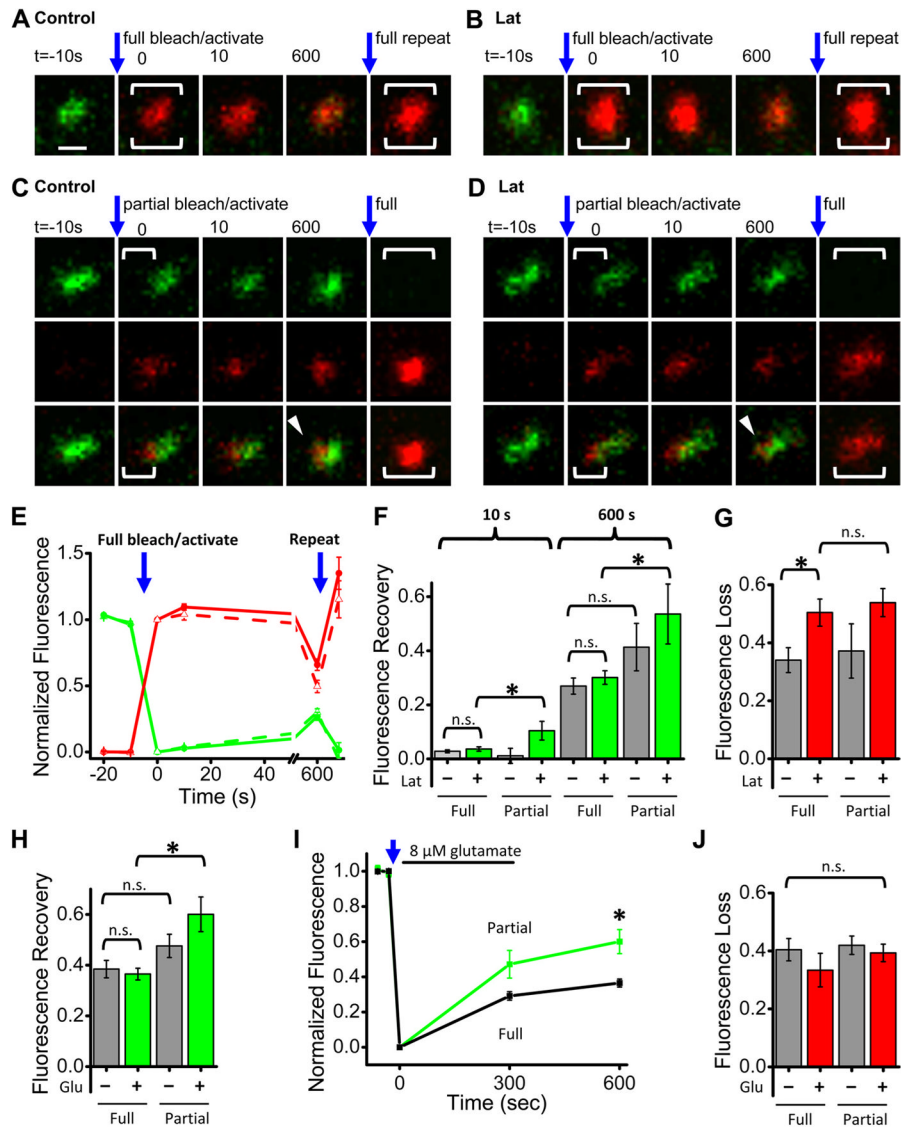 A Control
full bleach/activate full repeat
t=-10s 0 10 600
B Lat
full bleach/activate full repeat
t=-10s 0 10 600
C Control
partial bleach/activate full
t=-10s 0 10 600
D Lat
partial bleach/activate full
t=-10s 0 10 600
E
Full bleach/activate Repeat
Normalized Fluorescence
1.5
1.0
0.5
0.0
-20 0 20 40 600
Time (s)
F
10 s 600 s
Fluorescence Recovery
0.6
0.4
0.2
0.0
n.s. * n.s. n.s. *
Lat − + − + − + − +
Full Partial Full Partial
G
Fluorescence Loss
0.6
0.4
0.2
0.0
* n.s.
− + − +
Full Partial
H
Fluorescence Recovery
0.6
0.4
0.2
0.0
n.s. n.s. *
Glu − + − +
Full Partial
I
8 µM glutamate
Normalized Fluorescence
1.0
0.8
0.6
0.4
0.2
0.0
Partial
*
Full
0 300 600
Time (sec)
J
Fluorescence Loss
0.6
0.4
0.2
0.0
n.s.
Glu − + − +
Full Partial